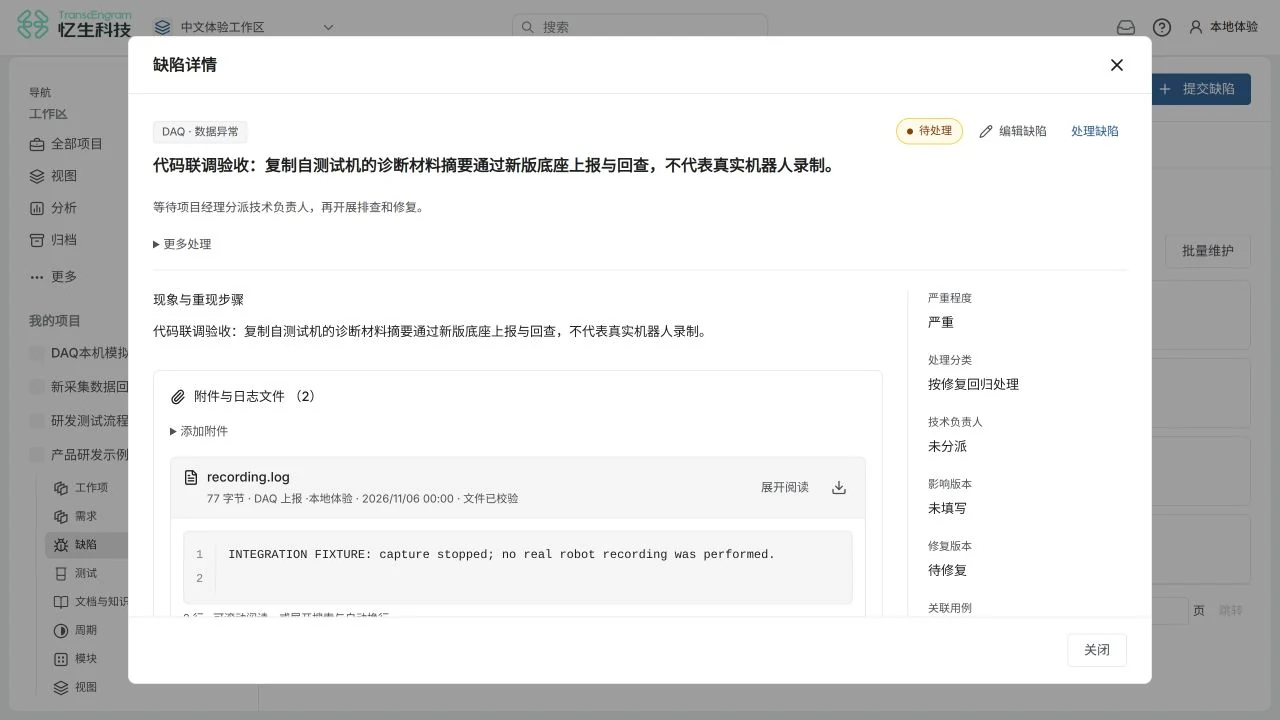 TransEngram
忆生科技
中文体验工作区
搜索
本地体验
导航
工作区
全部项目
视图
分析
归档
更多
我的项目
DAQ本机模拟
新采集数据回
研发测试流程
产品研发示例
工作项
需求
缺陷
测试
文档与知识
周期
模块
视图
提交缺陷
批量维护
页
跳转
缺陷详情
DAQ · 数据异常
待处理
编辑缺陷
处理缺陷
代码联调验收：复制自测试机的诊断材料摘要通过新版底座上报与回查，不代表真实机器人录制。
等待项目经理分派技术负责人，再开展排查和修复。
更多处理
现象与重现步骤
代码联调验收：复制自测试机的诊断材料摘要通过新版底座上报与回查，不代表真实机器人录制。
附件与日志文件 （2）
添加附件
recording.log
77 字节 · DAQ 上报 ·本地体验 · 2026/11/06 00:00 · 文件已校验
展开阅读
1 INTEGRATION FIXTURE: capture stopped; no real robot recording was performed.
2
严重程度
严重
处理分类
按修复回归处理
技术负责人
未分派
影响版本
未填写
修复版本
待修复
关联用例
关闭